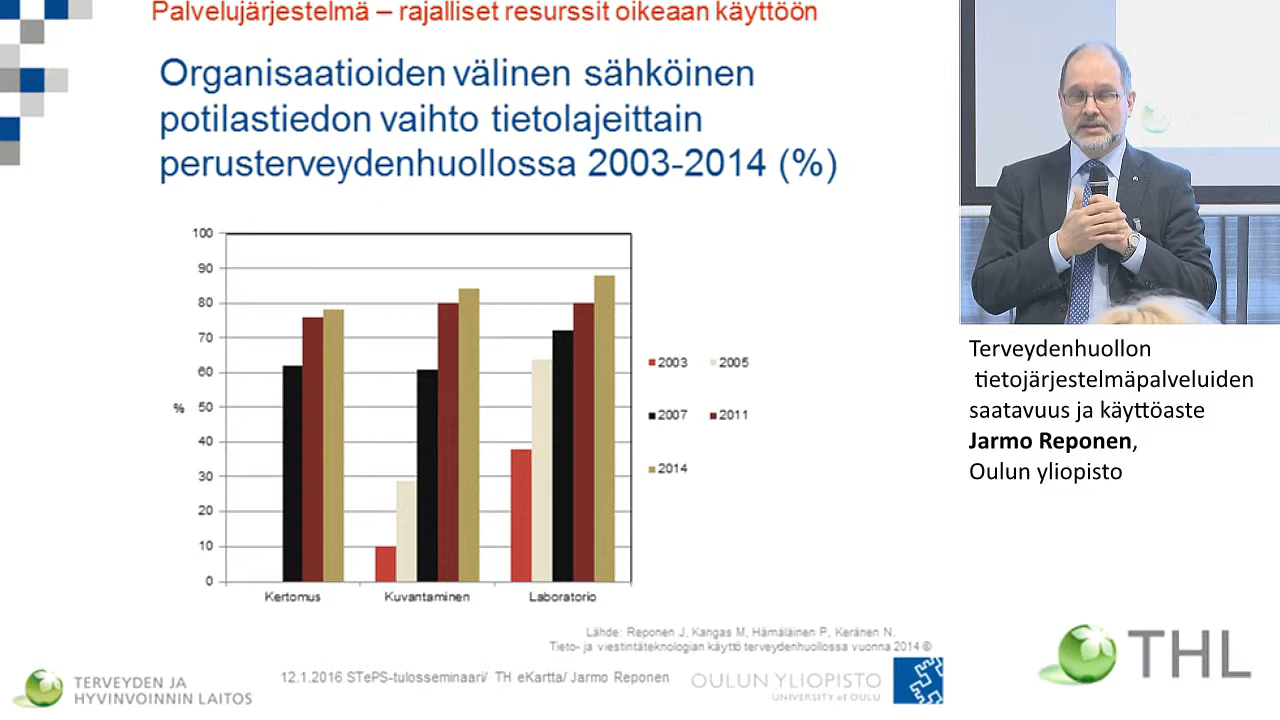 Palvelujärjestelmä – rajalliset resurssit oikeaan käyttöön
Organisaatioiden välinen sähköinen
potilastiedon vaihto tietolajeittain
perusterveydenhuollossa 2003-2014 (%)
100
90
80
70
60
%
50
40
30
20
10
0
Kertomus
Kuvantaminen
Laboratorio
2003
2005
2007
2011
2014
Terveydenhuollon
tietojärjestelmäpalveluiden
saatavuus ja käyttöaste
Jarmo Reponen,
Oulun yliopisto
Lähde: Reponen J, Kangas M, Hämäläinen P, Keränen N.
Tieto- ja viestintäteknologian käyttö terveydenhuollossa vuonna 2014 ©
12.1.2016 STePS-tulosseminaari/ TH eKartta/ Jarmo Reponen
TERVEYDEN JA
HYVINVOINNIN LAITOS
OULUN YLIOPISTO
UNIVERSITY of OULU
THL